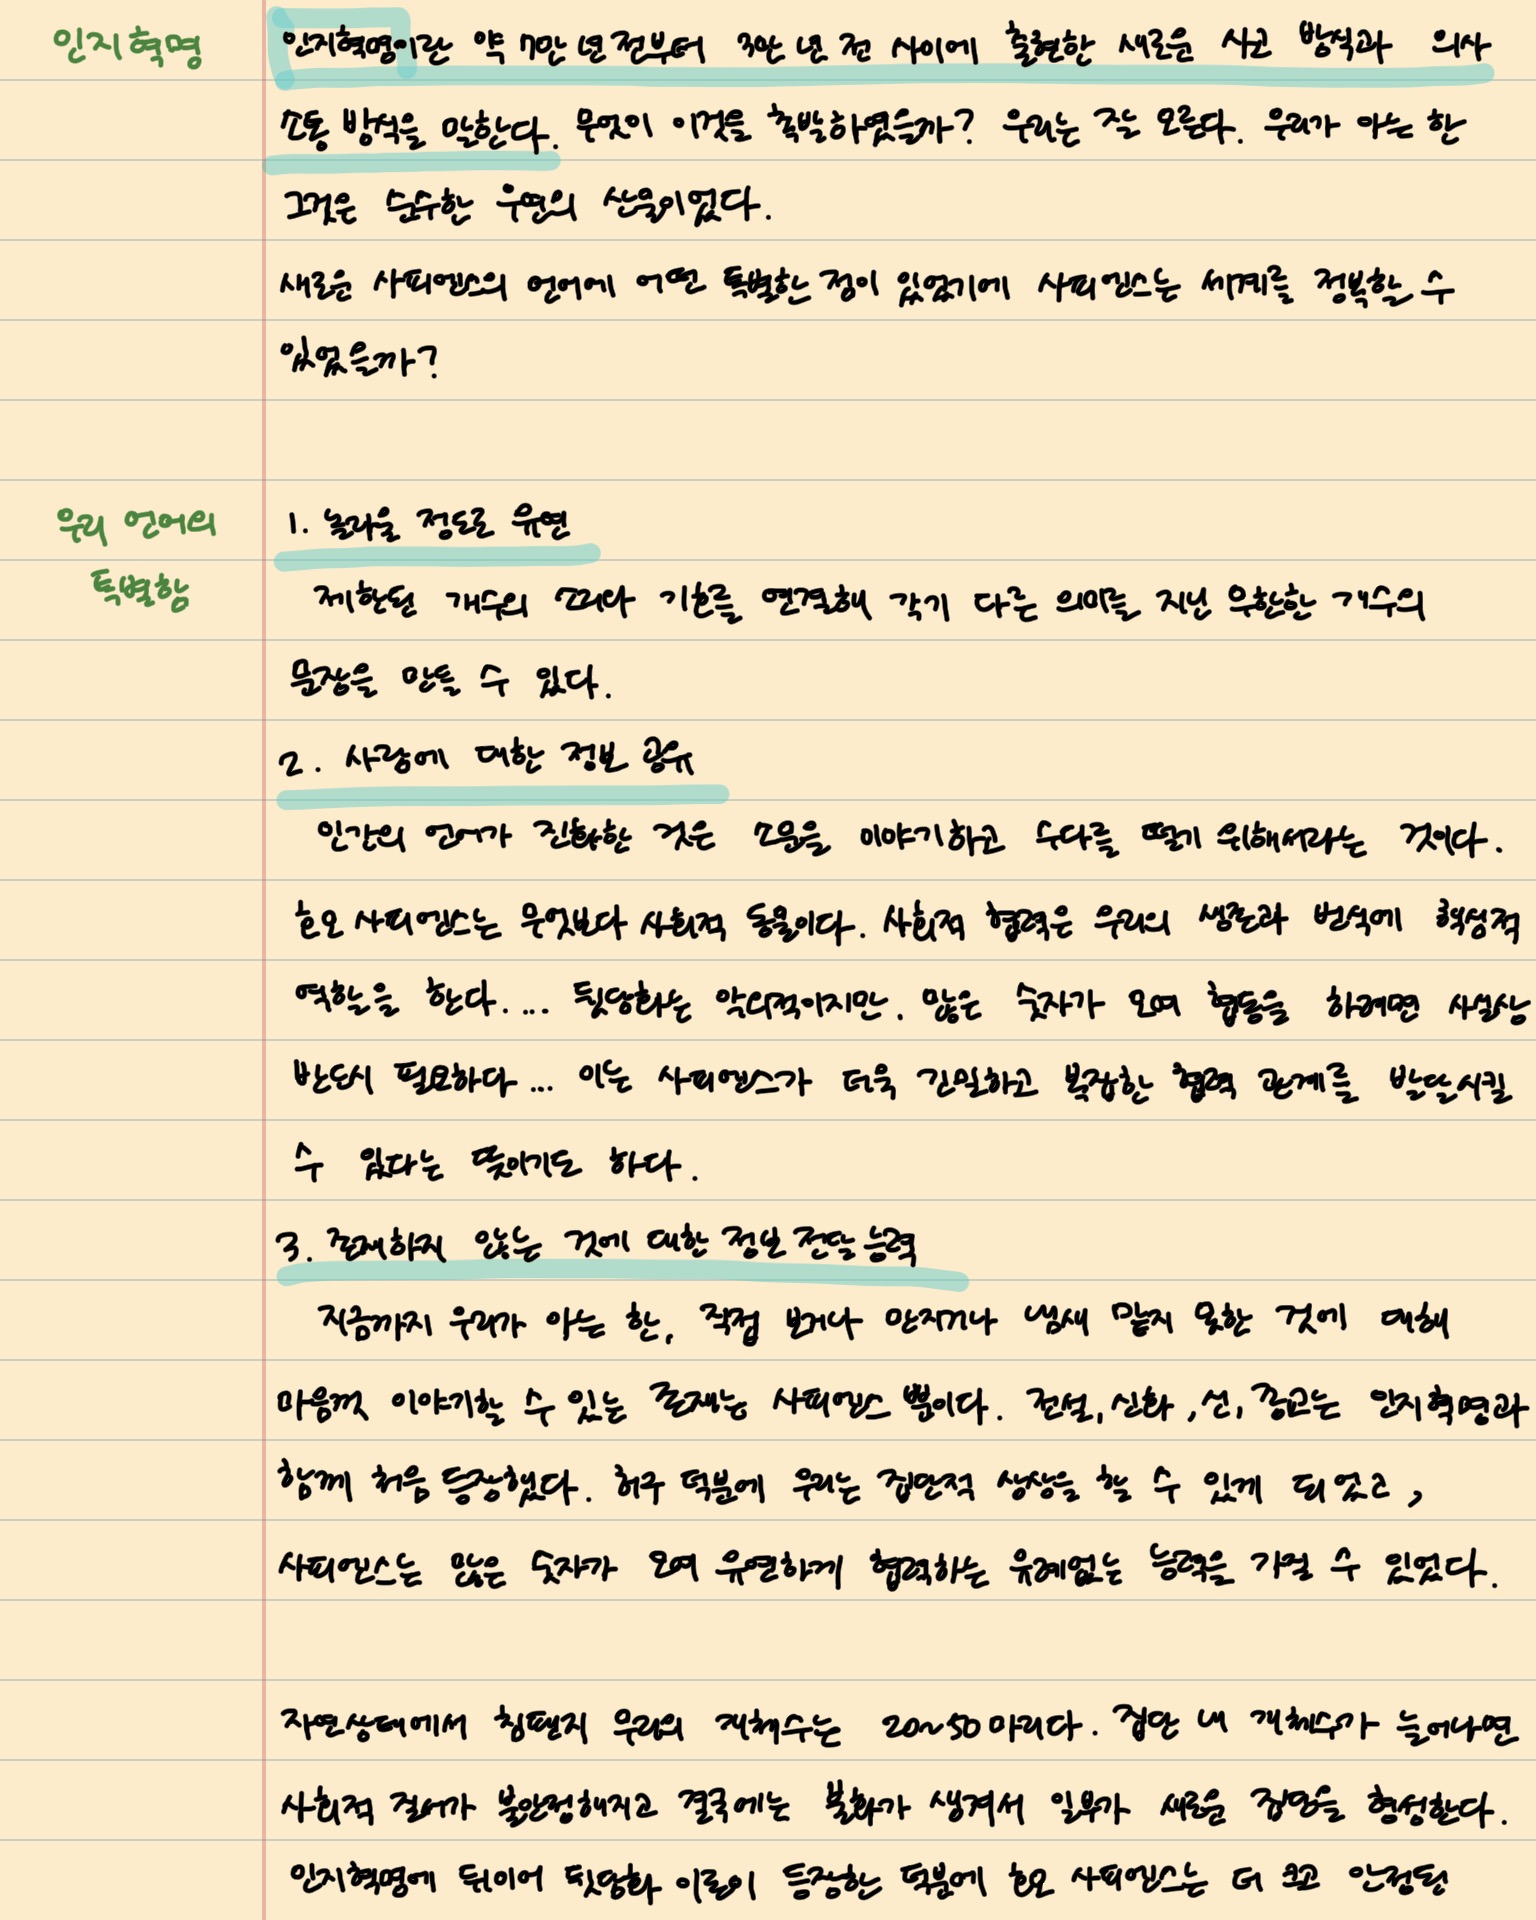 인지혁명
인지혁명이란 약 7만 년 전부터 3만 년 전 사이에 출현한 새로운 사고 방식과 의사
소통 방식을 말한다. 무엇이 이것을 촉발하였을까? 우리는 잘 모른다. 우리가 아는 한
그것은 순수한 우연의 산물이었다.
새로운 사피엔스의 언어에 어떤 특별한 점이 있었기에 사피엔스는 세계를 정복할 수
있었을까?
우리 언어의
특별함
1. 놀라울 정도로 유연
제한된 개수의 소리와 기호를 연결해 각기 다른 의미를 지닌 무한한 개수의
문장을 만들 수 있다.
2. 사람에 대한 정보 공유
인간의 언어가 진화한 것은 소문을 이야기하고 수다를 떨기 위해서라는 것이다.
호모 사피엔스는 무엇보다 사회적 동물이다. 사회적 협력은 우리의 생존과 번식에 핵심적
역할을 한다. ... 뒷담화는 악의적이지만, 많은 숫자가 모여 협동을 하려면 사실상
반드시 필요하다 ... 이는 사피엔스가 더욱 긴밀하고 복잡한 협력 관계를 발달시킬
수 있다는 뜻이기도 하다.
3. 존재하지 않는 것에 대한 정보 전달 능력
지금까지 우리가 아는 한, 직접 보거나 만지거나 냄새 맡지 못한 것에 대해
마음껏 이야기할 수 있는 존재는 사피엔스 뿐이다. 전설, 신화, 신, 종교는 인지혁명과
함께 처음 등장했다. 허구 덕분에 우리는 집단적 상상을 할 수 있게 되었고,
사피엔스는 많은 숫자가 모여 유연하게 협력하는 유례없는 능력을 가질 수 있었다.
자연상태에서 침팬지 무리의 개체수는 20~50마리다. 집단 내 개체수가 늘어나면
사회적 질서가 불안정해지고 결국에는 불화가 생겨서 일부가 새로운 집단을 형성한다.
인지혁명에 뒤이어 뒷담화 이론이 등장한 덕분에 호모 사피엔스는 더 크고 안정된